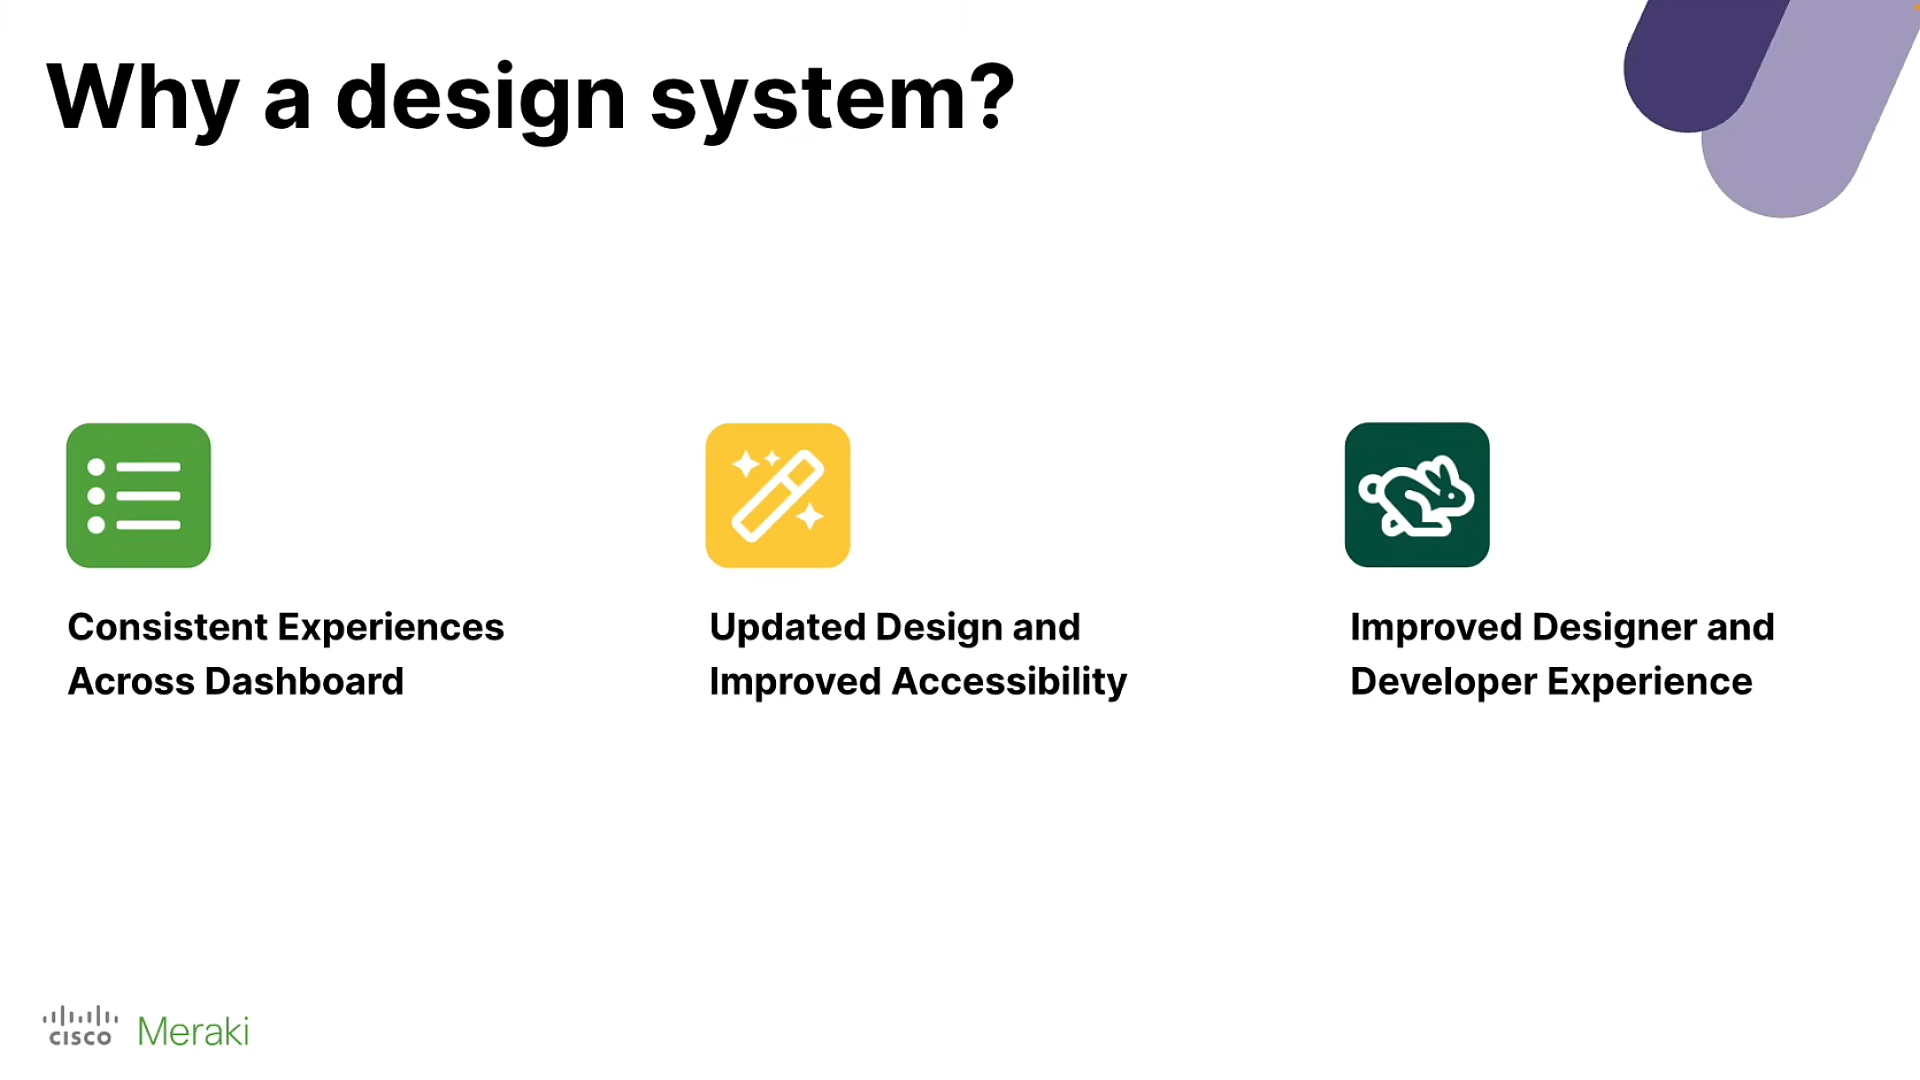 Why a design system?
Consistent Experiences
Across Dashboard
Updated Design and
Improved Accessibility
Improved Designer and
Developer Experience
CISCO Meraki